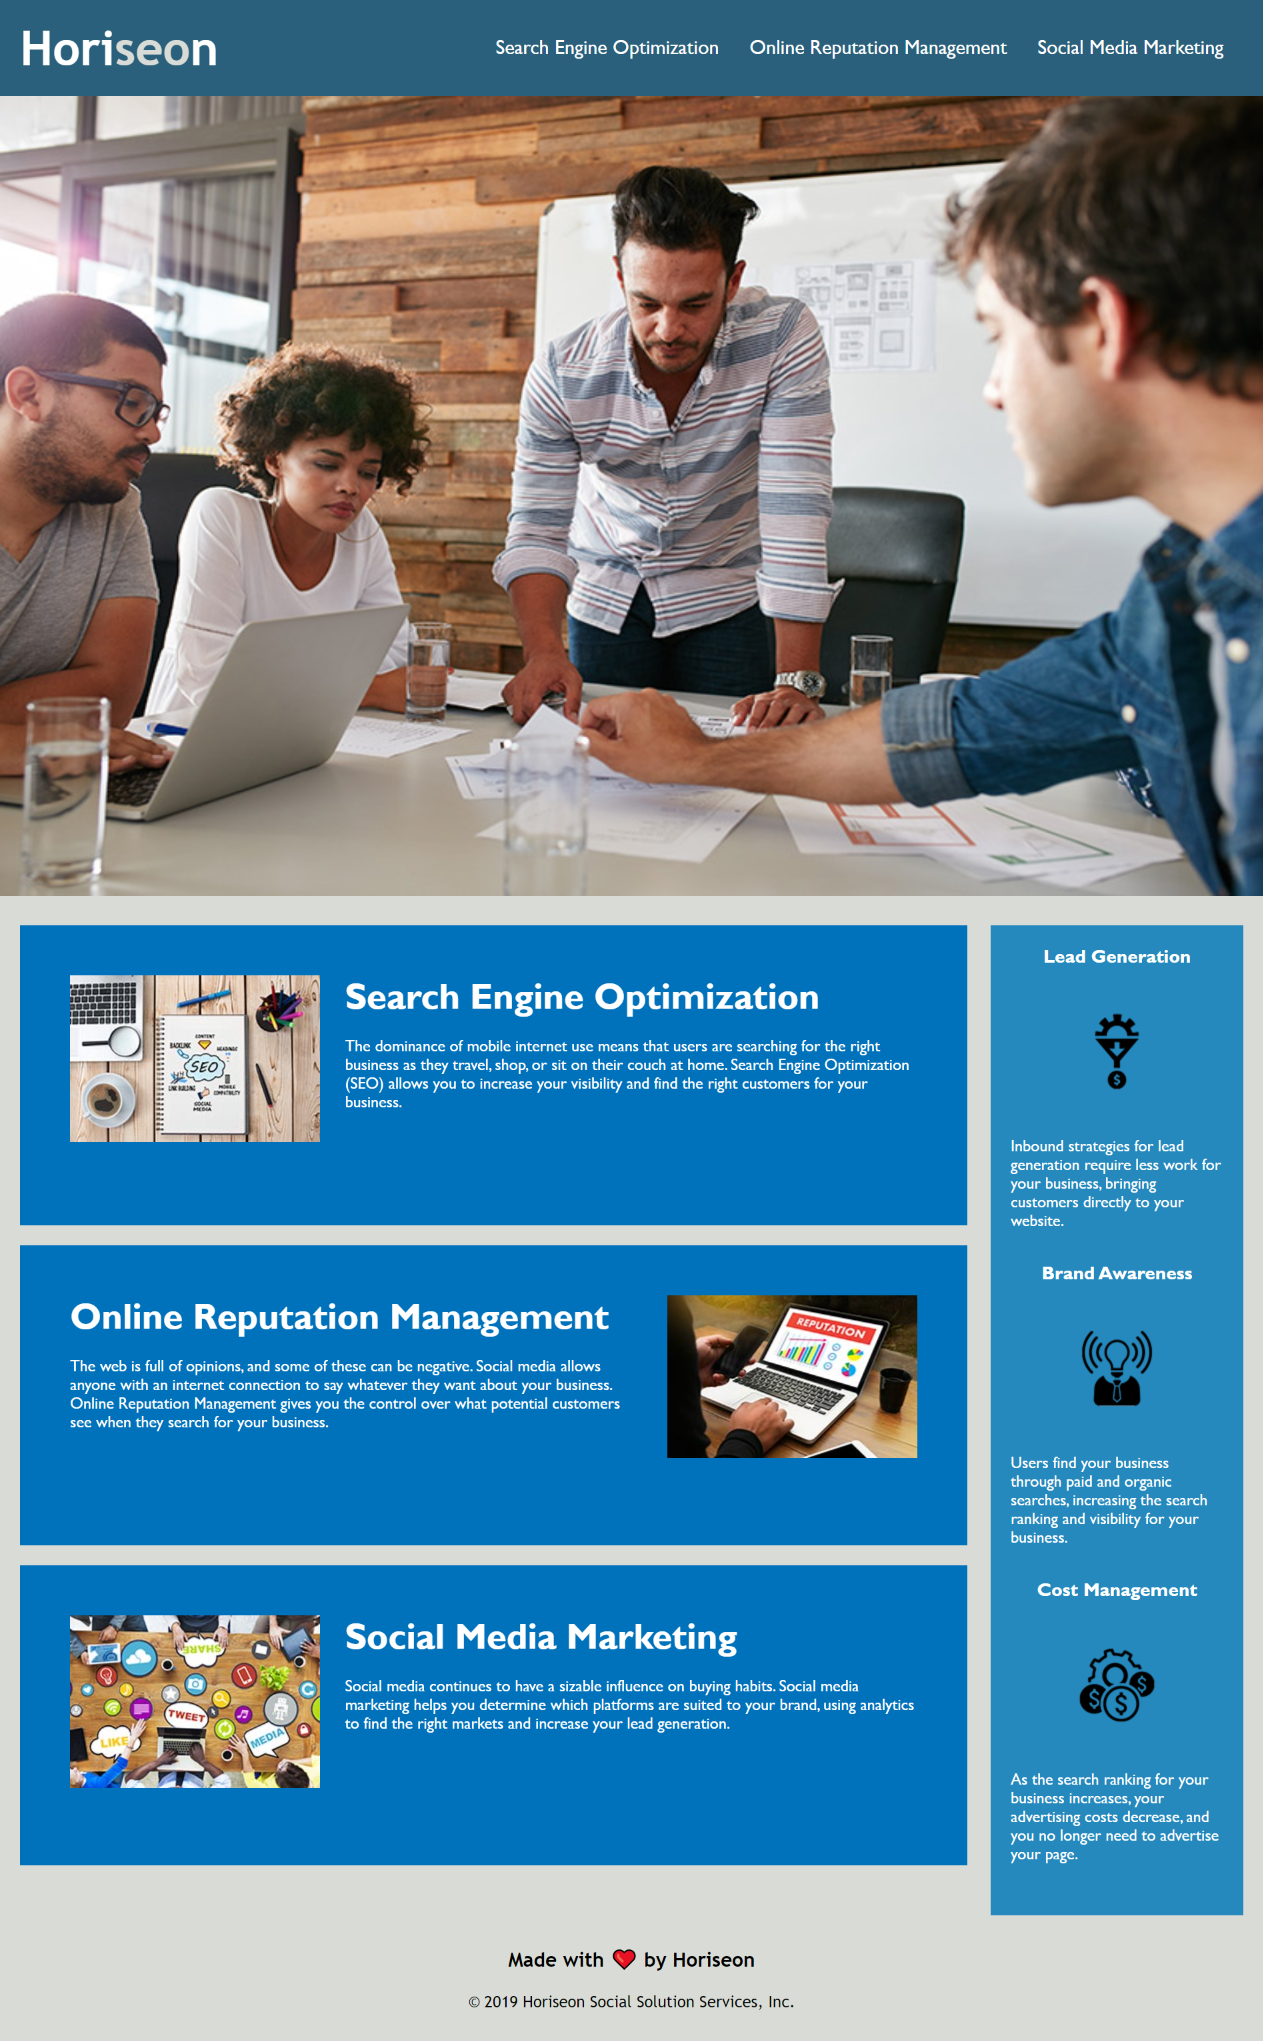 Horiseon
Search Engine Optimization
Online Reputation Management
Social Media Marketing
Search Engine Optimization
The dominance of mobile internet use means that users are searching for the right
business as they travel, shop, or sit on their couch at home. Search Engine Optimization
(SEO) allows you to increase your visibility and find the right customers for your
business.
CONTENT
BACKLINK
HEADINGS
SEO
LINK BUILDING
MOBILE
COMPATIBILITY
SOCIAL
MEDIA
Online Reputation Management
The web is full of opinions, and some of these can be negative. Social media allows
anyone with an internet connection to say whatever they want about your business.
Online Reputation Management gives you the control over what potential customers
see when they search for your business.
REPUTATION
Social Media Marketing
Social media continues to have a sizable influence on buying habits. Social media
marketing helps you determine which platforms are suited to your brand, using analytics
to find the right markets and increase your lead generation.
SHARE
TWEET
LIKE
MEDIA
Lead Generation
$
Inbound strategies for lead
generation require less work for
your business, bringing
customers directly to your
website.
Brand Awareness
Users find your business
through paid and organic
searches, increasing the search
ranking and visibility for your
business.
Cost Management
$ $ $
As the search ranking for your
business increases, your
advertising costs decrease, and
you no longer need to advertise
your page.
Made with ❤️ by Horiseon
© 2019 Horiseon Social Solution Services, Inc.